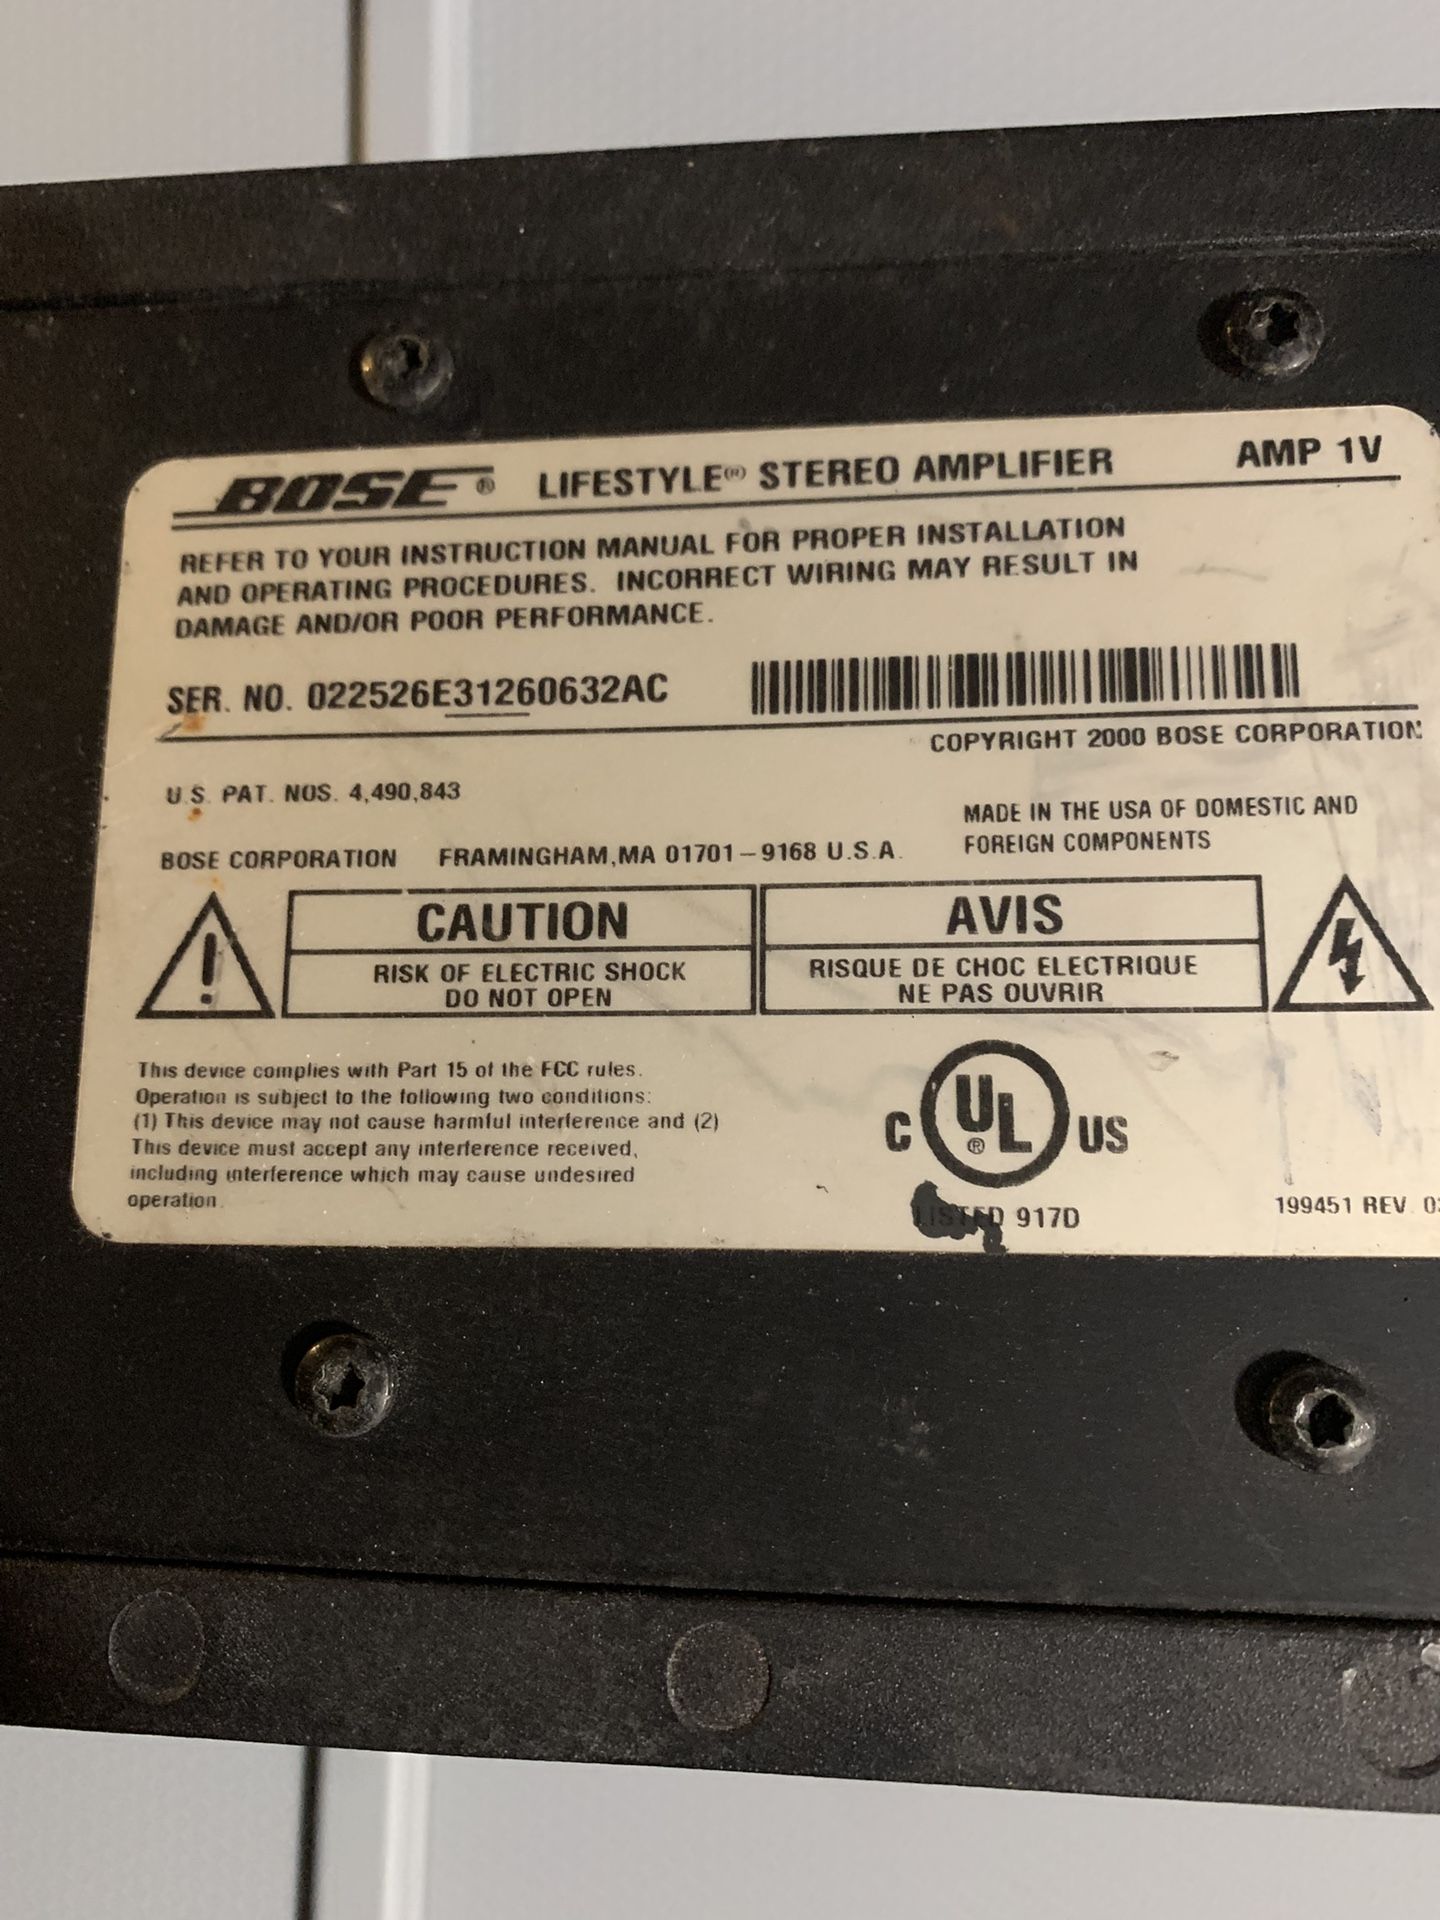 BOSE® LIFESTYLE® STEREO AMPLIFIER AMP 1V
REFER TO YOUR INSTRUCTION MANUAL FOR PROPER INSTALLATION
AND OPERATING PROCEDURES. INCORRECT WIRING MAY RESULT IN
DAMAGE AND/OR POOR PERFORMANCE.
SER. NO. 022526E31260632AC
COPYRIGHT 2000 BOSE CORPORATION
U.S. PAT. NOS. 4,490,843
MADE IN THE USA OF DOMESTIC AND
FOREIGN COMPONENTS
BOSE CORPORATION FRAMINGHAM,MA 01701-9168 U.S.A.
CAUTION
RISK OF ELECTRIC SHOCK
DO NOT OPEN
AVIS
RISQUE DE CHOC ELECTRIQUE
NE PAS OUVRIR
This device complies with Part 15 of the FCC rules.
Operation is subject to the following two conditions:
(1) This device may not cause harmful interference and (2)
This device must accept any interference received,
including interference which may cause undesired
operation.
C UL® US
LISTED 917D
199451 REV.